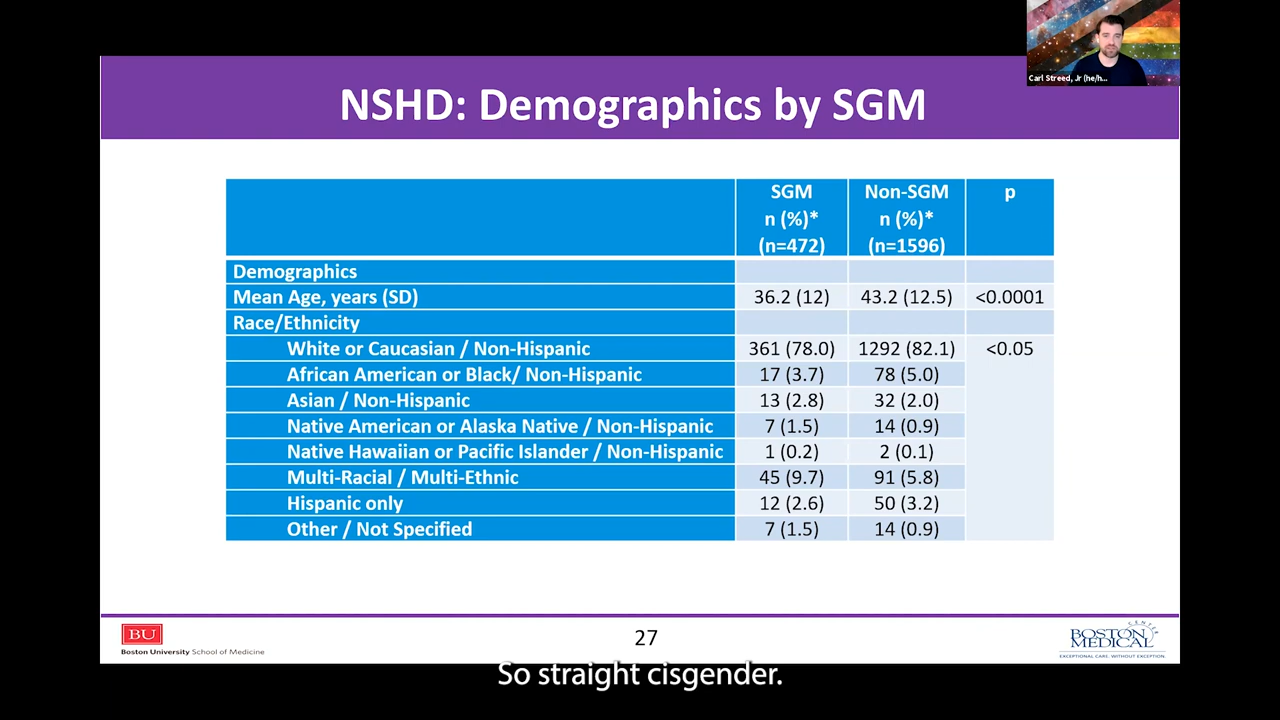 Carl Streed, Jr (he/h...
NSHD: Demographics by SGM
SGM
n (%)*
(n=472)
Non-SGM
n (%)*
(n=1596)
p
Demographics
Mean Age, years (SD) 36.2 (12) 43.2 (12.5) <0.0001
Race/Ethnicity
White or Caucasian / Non-Hispanic 361 (78.0) 1292 (82.1) <0.05
African American or Black/ Non-Hispanic 17 (3.7) 78 (5.0)
Asian / Non-Hispanic 13 (2.8) 32 (2.0)
Native American or Alaska Native / Non-Hispanic 7 (1.5) 14 (0.9)
Native Hawaiian or Pacific Islander / Non-Hispanic 1 (0.2) 2 (0.1)
Multi-Racial / Multi-Ethnic 45 (9.7) 91 (5.8)
Hispanic only 12 (2.6) 50 (3.2)
Other / Not Specified 7 (1.5) 14 (0.9)
BU
Boston University School of Medicine
27
BOSTON
MEDICAL
CENTER
EXCEPTIONAL CARE. WITHOUT EXCEPTION.
So straight cisgender.